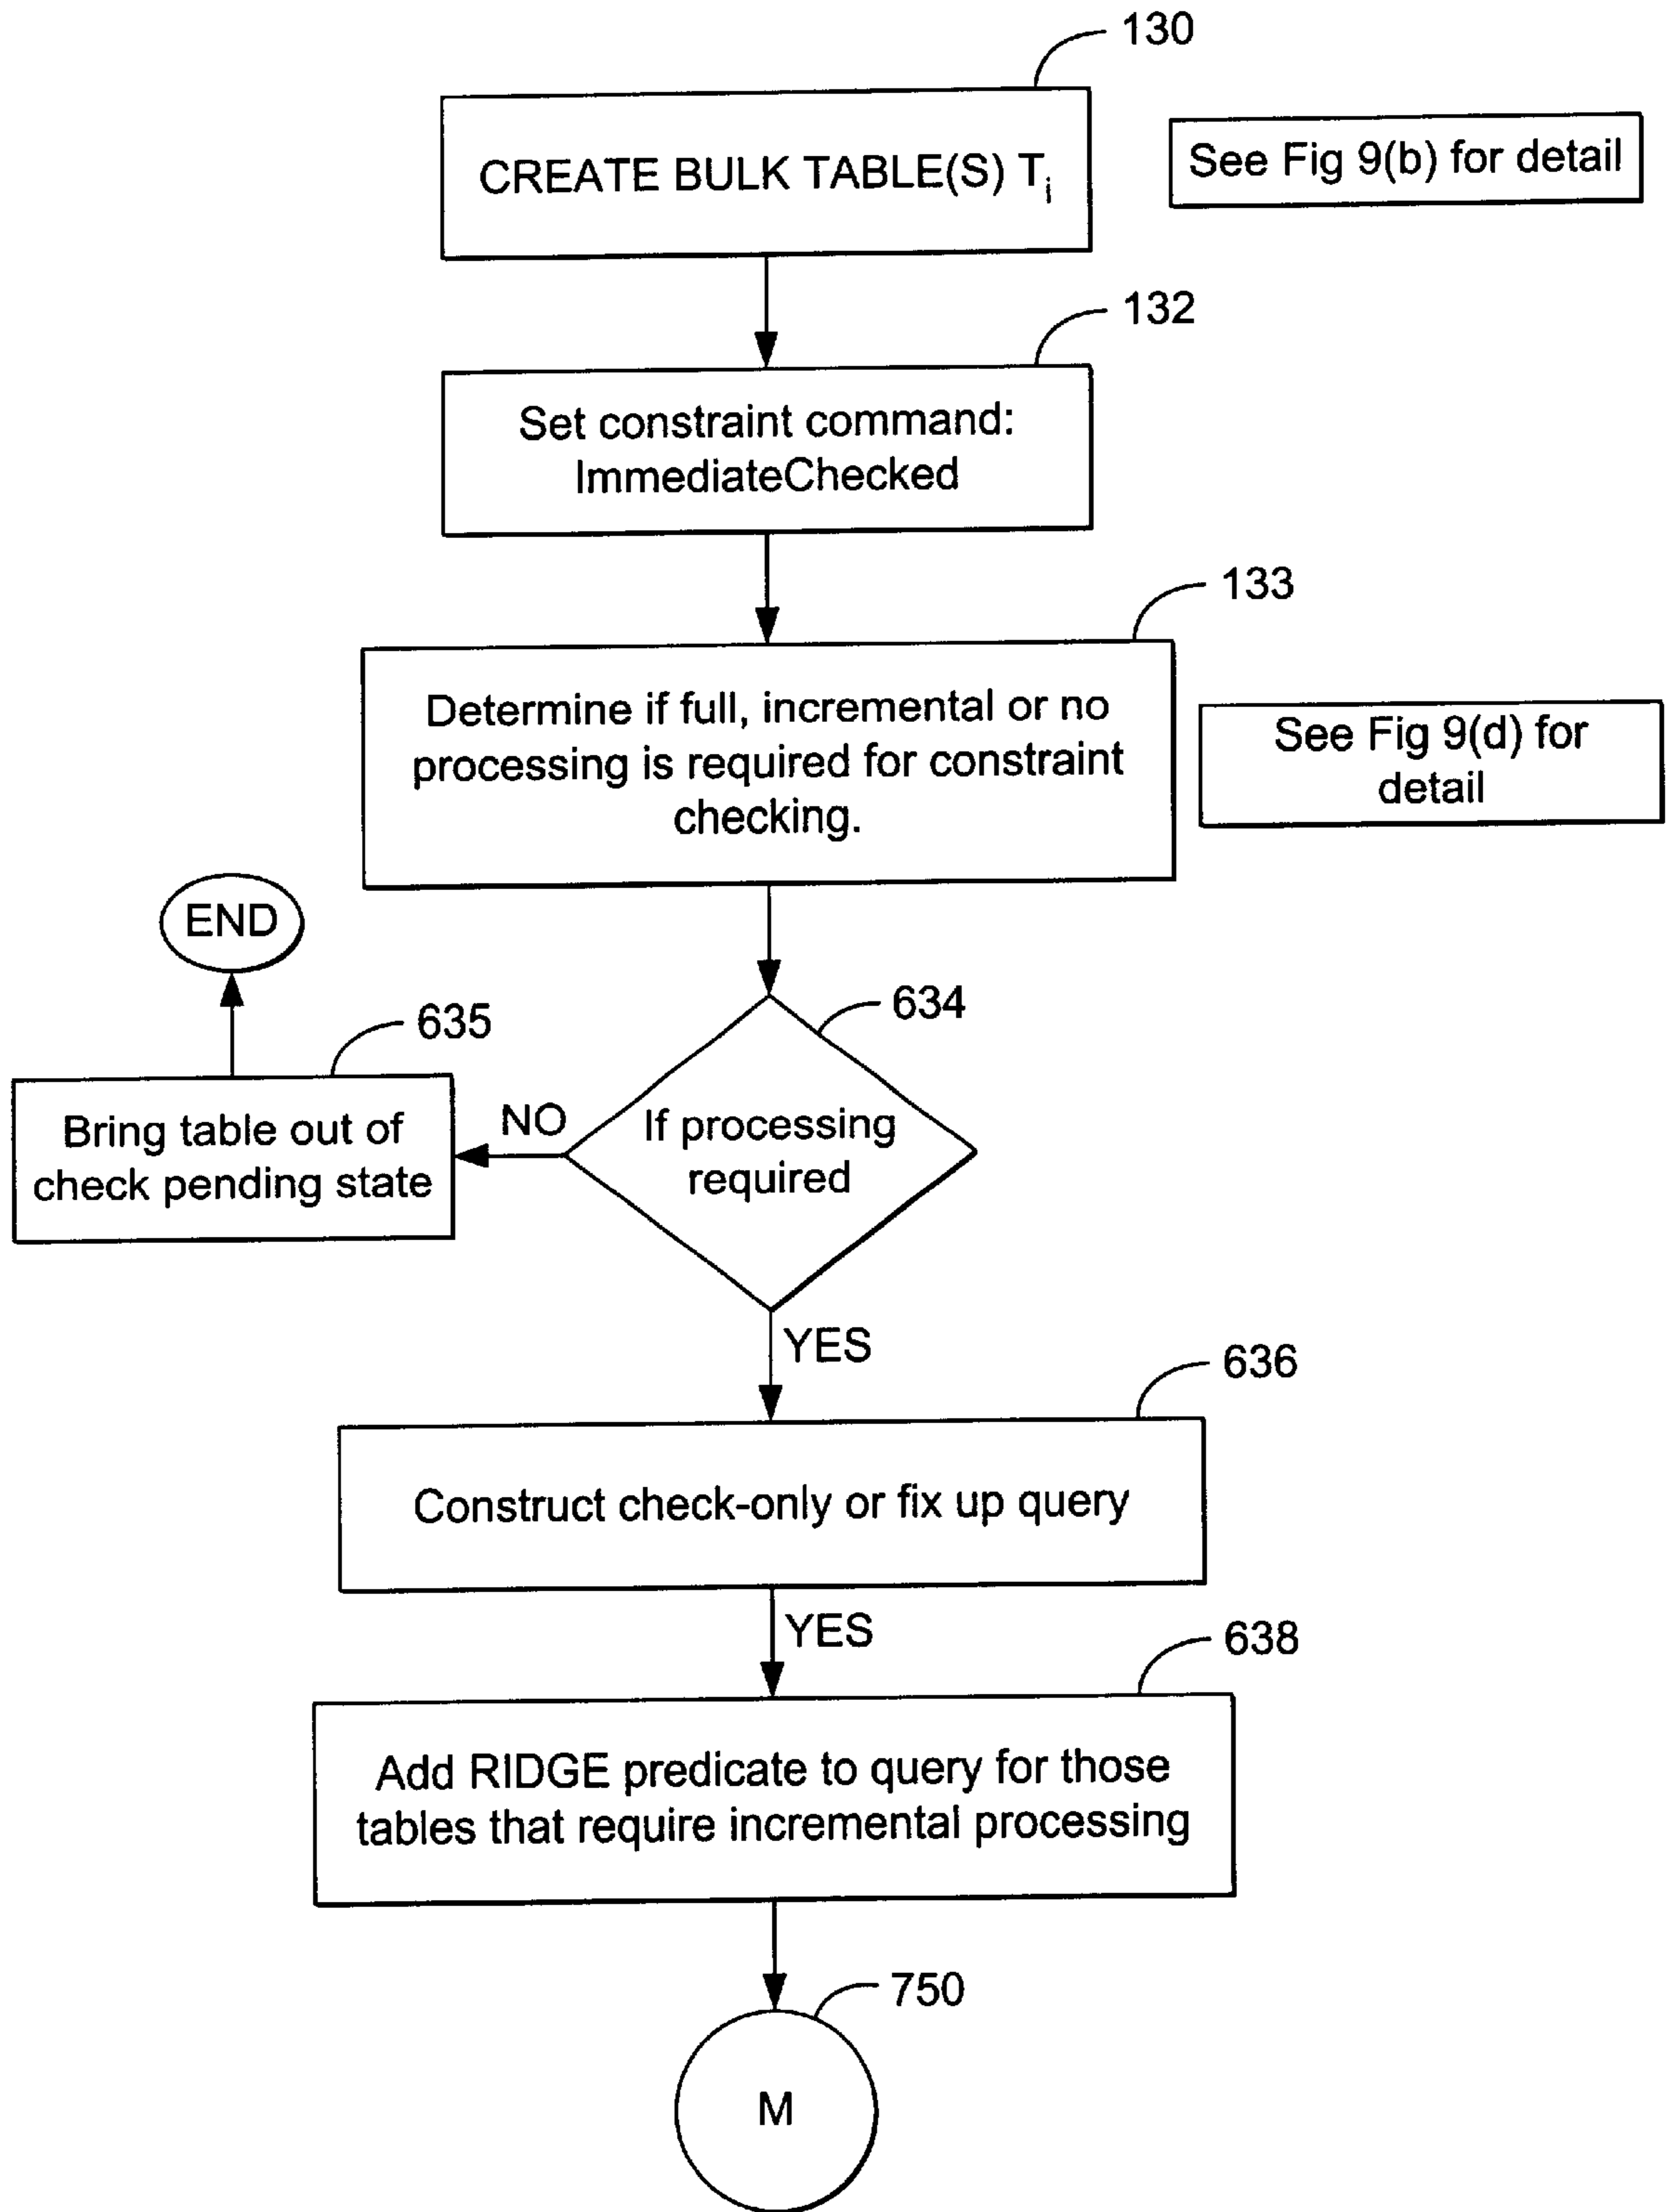 130
CREATE BULK TABLE(S) Ti
See Fig 9(b) for detail
132
Set constraint command:
ImmediateChecked
133
Determine if full, incremental or no
processing is required for constraint
checking.
See Fig 9(d) for
detail
END
634
635
Bring table out of
check pending state
NO
If processing
required
YES
636
Construct check-only or fix up query
YES
638
Add RIDGE predicate to query for those
tables that require incremental processing
750
M